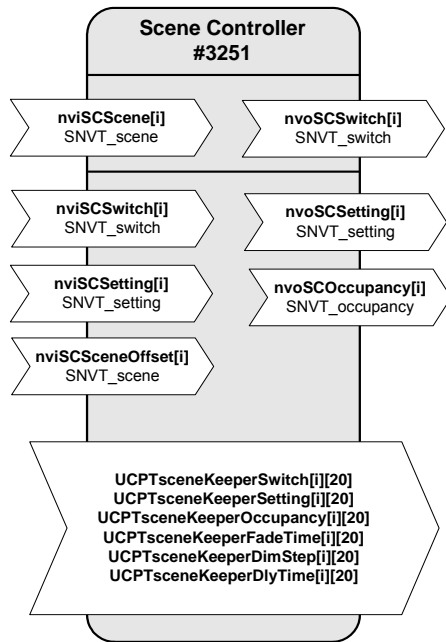 Scene Controller
#3251
nviSCScene[i]
SNVT_scene
nvoSCSwitch[i]
SNVT_switch
nviSCSwitch[i]
SNVT_switch
nvoSCSetting[i]
SNVT_setting
nviSCSetting[i]
SNVT_setting
nvoSCOccupancy[i]
SNVT_occupancy
nviSCSceneOffset[i]
SNVT_scene
UCPTsceneKeeperSwitch[i][20]
UCPTsceneKeeperSetting[i][20]
UCPTsceneKeeperOccupancy[i][20]
UCPTsceneKeeperFadeTime[i][20]
UCPTsceneKeeperDimStep[i][20]
UCPTsceneKeeperDlyTime[i][20]